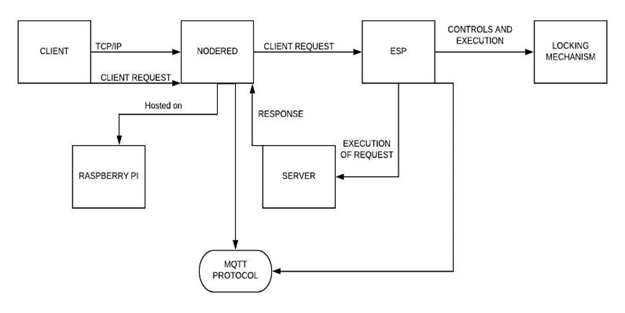 CONTROLS AND
EXECUTION
CLIENT
TCP/IP
NODERED
CLIENT REQUEST
ESP
LOCKING
MECHANISM
CLIENT REQUEST
Hosted on
RESPONSE
EXECUTION
OF REQUEST
RASPBERRY PI
SERVER
MQTT
PROTOCOL